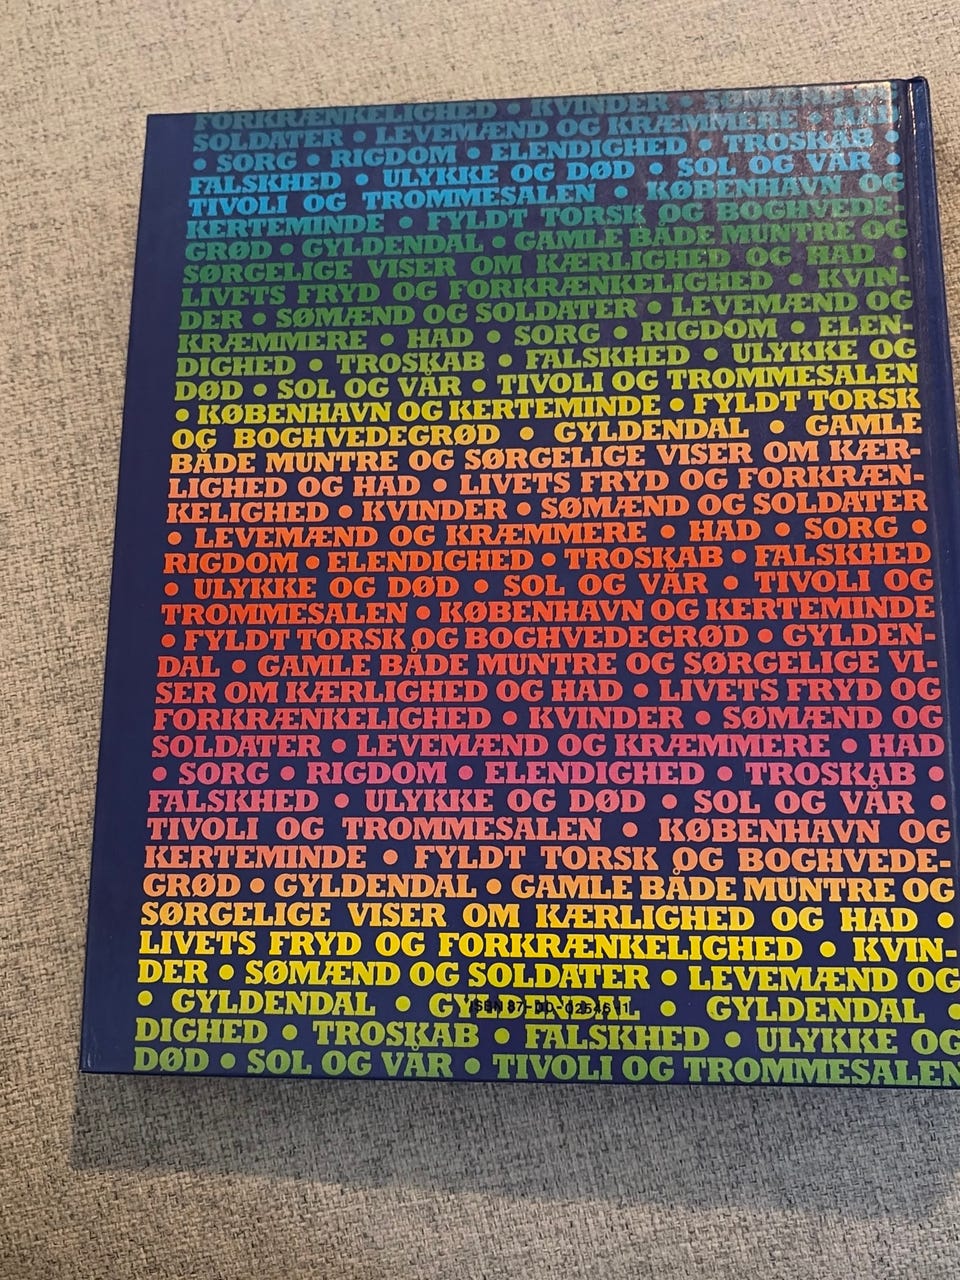 FORKRÆNKELIGHED • KVINDER • SØMÆND OG
SOLDATER • LEVEMÆND OG KRÆMMERE • HAD
• SORG • RIGDOM • ELENDIGHED • TROSKAB •
FALSKHED • ULYKKE OG DØD • SOL OG VÅR •
TIVOLI OG TROMMESALEN • KØBENHAVN OG
KERTEMINDE • FYLDT TORSK OG BOGHVEDE-
GRØD • GYLDENDAL • GAMLE BÅDE MUNTRE OG
SØRGELIGE VISER OM KÆRLIGHED OG HAD •
LIVETS FRYD OG FORKRÆNKELIGHED • KVIN-
DER • SØMÆND OG SOLDATER • LEVEMÆND OG
KRÆMMERE • HAD • SORG • RIGDOM • ELEN-
DIGHED • TROSKAB • FALSKHED • ULYKKE OG
DØD • SOL OG VÅR • TIVOLI OG TROMMESALEN
• KØBENHAVN OG KERTEMINDE • FYLDT TORSK
OG BOGHVEDEGRØD • GYLDENDAL • GAMLE
BÅDE MUNTRE OG SØRGELIGE VISER OM KÆR-
LIGHED OG HAD • LIVETS FRYD OG FORKRÆN-
KELIGHED • KVINDER • SØMÆND OG SOLDATER
• LEVEMÆND OG KRÆMMERE • HAD • SORG •
RIGDOM • ELENDIGHED • TROSKAB • FALSKHED
• ULYKKE OG DØD • SOL OG VÅR • TIVOLI OG
TROMMESALEN • KØBENHAVN OG KERTEMINDE
• FYLDT TORSK OG BOGHVEDEGRØD • GYLDEN-
DAL • GAMLE BÅDE MUNTRE OG SØRGELIGE VI-
SER OM KÆRLIGHED OG HAD • LIVETS FRYD OG
FORKRÆNKELIGHED • KVINDER • SØMÆND OG
SOLDATER • LEVEMÆND OG KRÆMMERE • HAD
• SORG • RIGDOM • ELENDIGHED • TROSKAB •
FALSKHED • ULYKKE OG DØD • SOL OG VÅR •
TIVOLI OG TROMMESALEN • KØBENHAVN OG
KERTEMINDE • FYLDT TORSK OG BOGHVEDE-
GRØD • GYLDENDAL • GAMLE BÅDE MUNTRE OG
SØRGELIGE VISER OM KÆRLIGHED OG HAD •
LIVETS FRYD OG FORKRÆNKELIGHED • KVIN-
DER • SØMÆND OG SOLDATER • LEVEMÆND OG
• GYLDENDAL • GYLDENDAL • GYLDENDAL •
ISBN
DIGHED • TROSKAB • FALSKHED • ULYKKE OG
DØD • SOL OG VÅR • TIVOLI OG TROMMESALEN